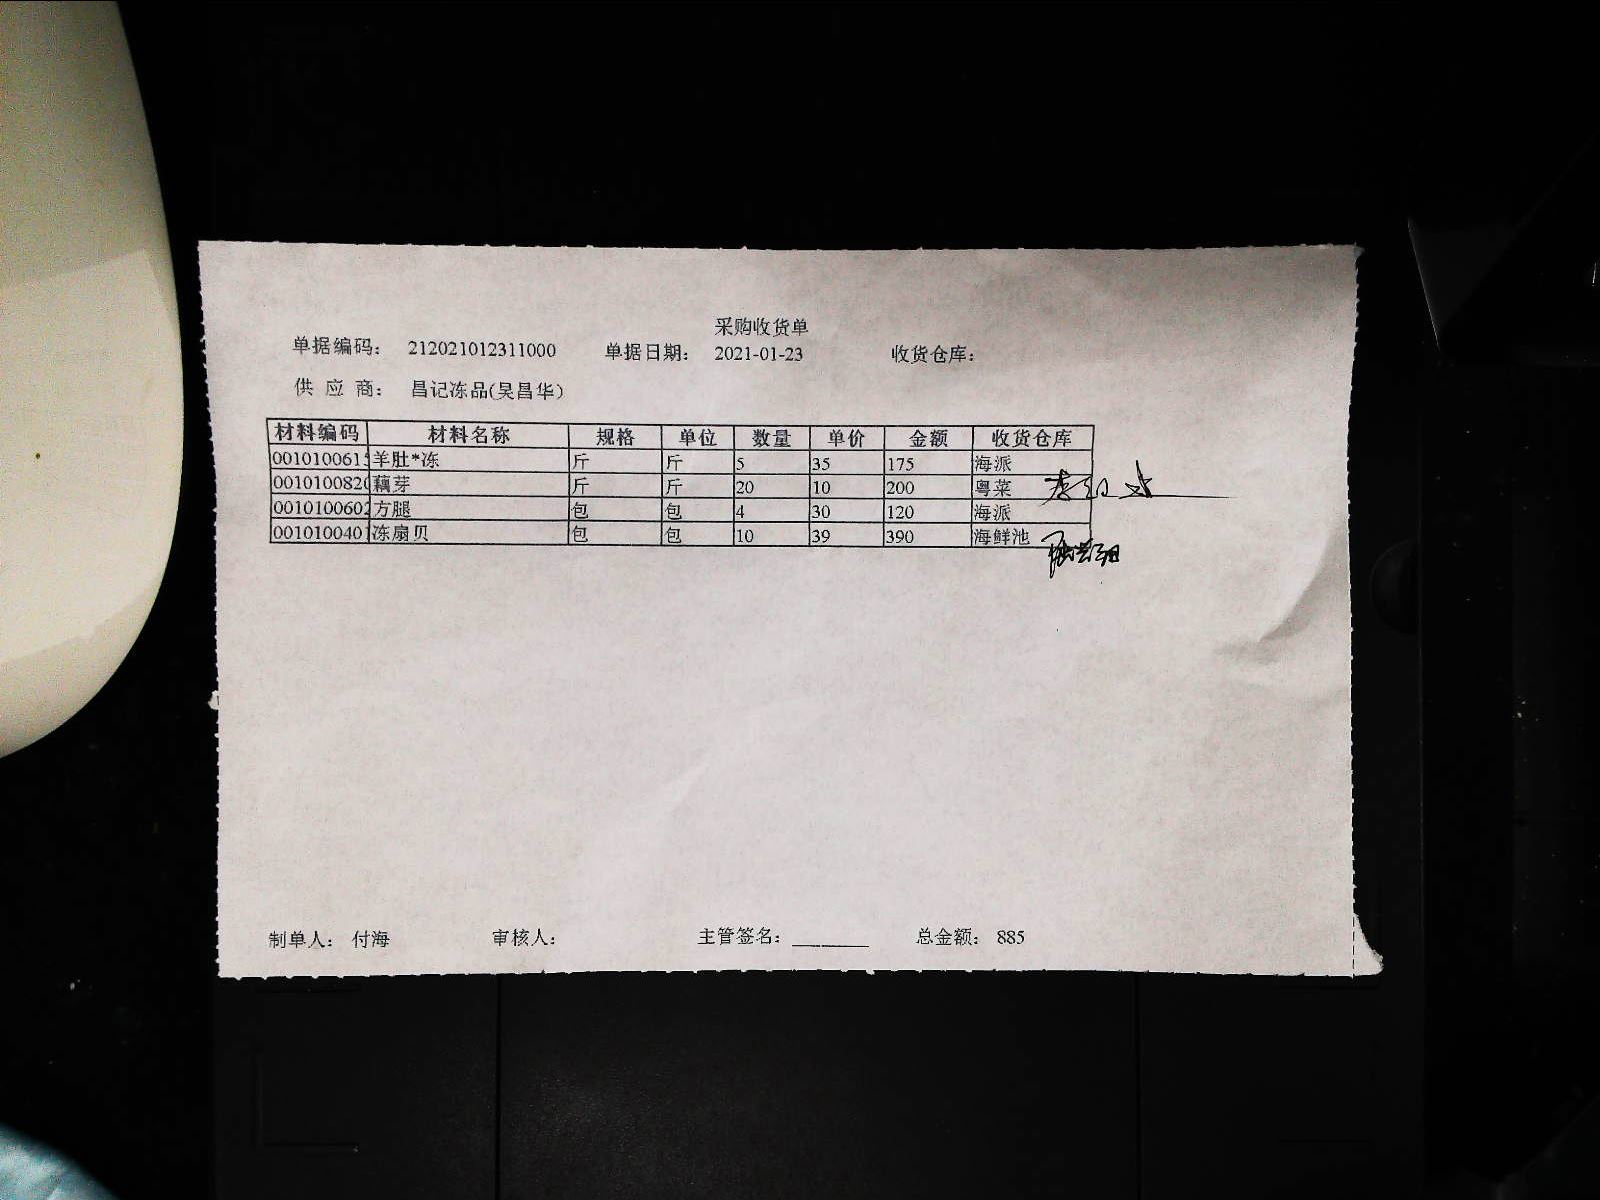 采购收货单
单据编码: 212021012311000 单据日期: 2021-01-23 收货仓库:
供应商: 昌记冻品(吴昌华)
材料编码 材料名称 规格 单位 数量 单价 金额 收货仓库
001010061 羊肚*冻 斤 斤 5 35 175 海派
001010082 藕芽 斤 斤 20 10 200 粤菜
001010060 方腿 包 包 4 30 120 海派
001010040 冻扇贝 包 包 10 39 390 海鲜池
制单人: 付海 审核人: 主管签名: 总金额: 885